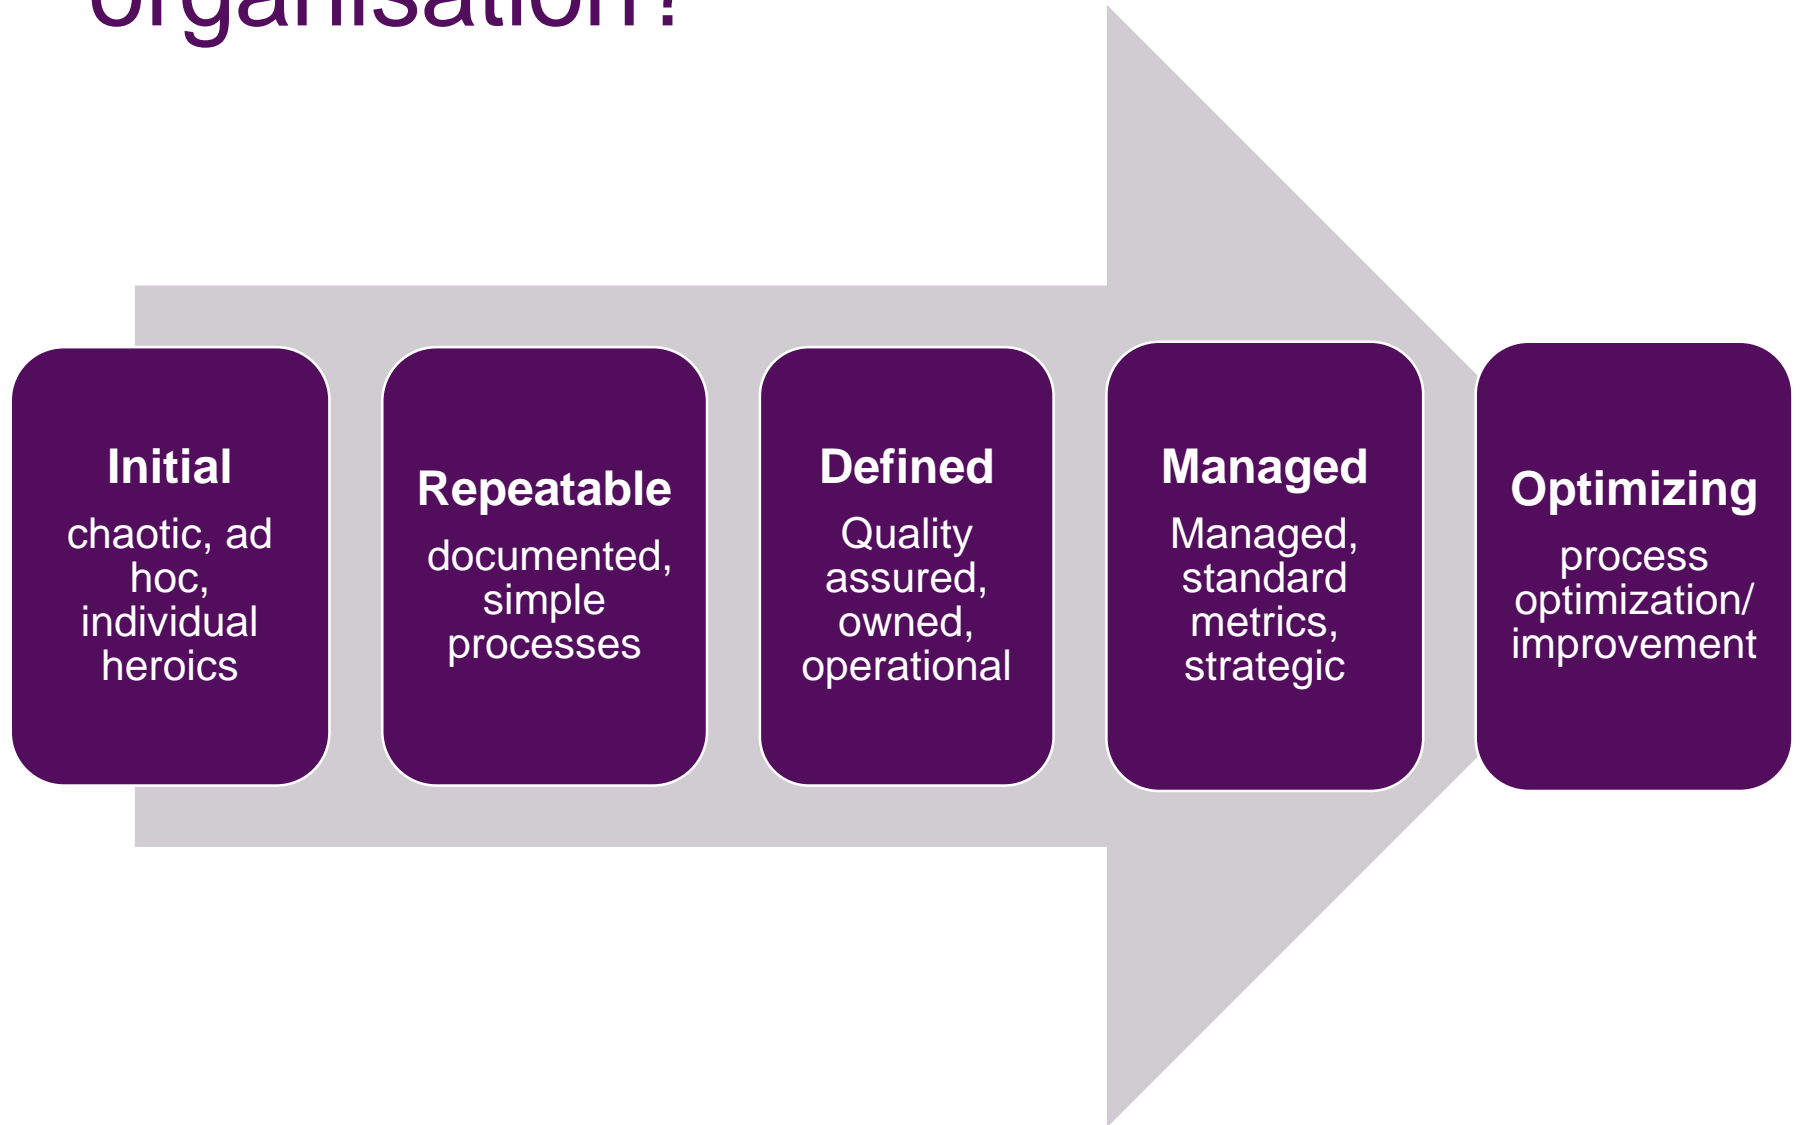 organisation?
Initial
chaotic, ad
hoc,
individual
heroics
Repeatable
documented,
simple
processes
Defined
Quality
assured,
owned,
operational
Managed
Managed,
standard
metrics,
strategic
Optimizing
process
optimization/
improvement